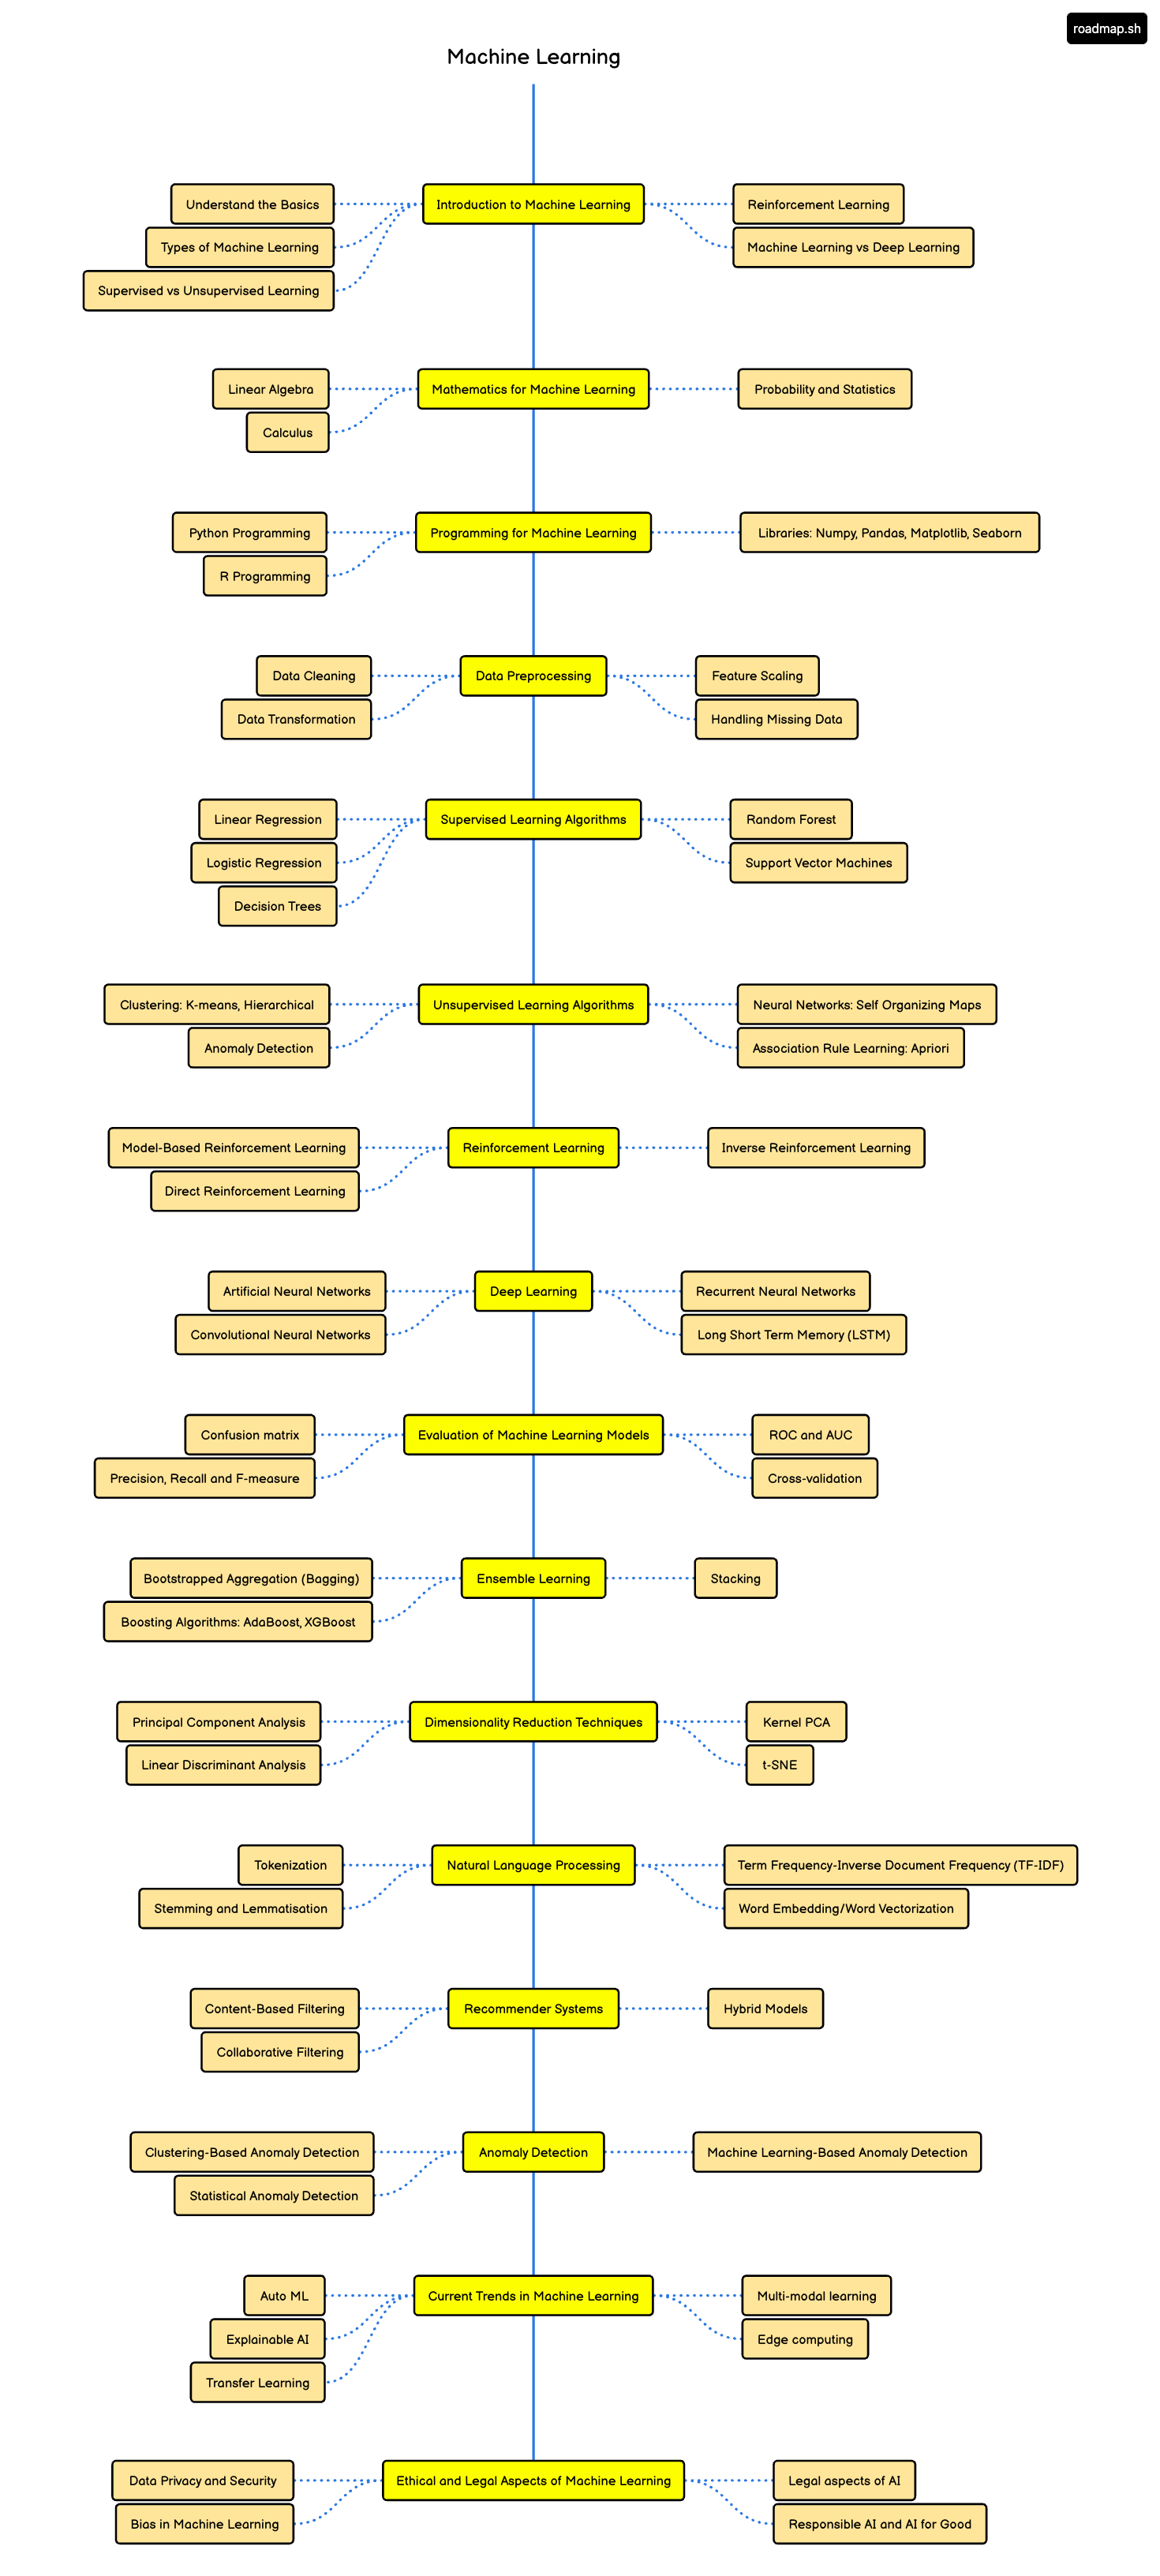 roadmap.sh
Machine Learning
Understand the Basics
Types of Machine Learning
Supervised vs Unsupervised Learning
Introduction to Machine Learning
Reinforcement Learning
Machine Learning vs Deep Learning
Linear Algebra
Calculus
Mathematics for Machine Learning
Probability and Statistics
Python Programming
R Programming
Programming for Machine Learning
Libraries: Numpy, Pandas, Matplotlib, Seaborn
Data Cleaning
Data Transformation
Data Preprocessing
Feature Scaling
Handling Missing Data
Linear Regression
Logistic Regression
Decision Trees
Supervised Learning Algorithms
Random Forest
Support Vector Machines
Clustering: K-means, Hierarchical
Anomaly Detection
Unsupervised Learning Algorithms
Neural Networks: Self Organizing Maps
Association Rule Learning: Apriori
Model-Based Reinforcement Learning
Direct Reinforcement Learning
Reinforcement Learning
Inverse Reinforcement Learning
Artificial Neural Networks
Convolutional Neural Networks
Deep Learning
Recurrent Neural Networks
Long Short Term Memory (LSTM)
Confusion matrix
Precision, Recall and F-measure
Evaluation of Machine Learning Models
ROC and AUC
Cross-validation
Bootstrapped Aggregation (Bagging)
Boosting Algorithms: AdaBoost, XGBoost
Ensemble Learning
Stacking
Principal Component Analysis
Linear Discriminant Analysis
Dimensionality Reduction Techniques
Kernel PCA
t-SNE
Tokenization
Stemming and Lemmatisation
Natural Language Processing
Term Frequency-Inverse Document Frequency (TF-IDF)
Word Embedding/Word Vectorization
Content-Based Filtering
Collaborative Filtering
Recommender Systems
Hybrid Models
Clustering-Based Anomaly Detection
Statistical Anomaly Detection
Anomaly Detection
Machine Learning-Based Anomaly Detection
Auto ML
Explainable AI
Transfer Learning
Current Trends in Machine Learning
Multi-modal learning
Edge computing
Data Privacy and Security
Bias in Machine Learning
Ethical and Legal Aspects of Machine Learning
Legal aspects of AI
Responsible AI and AI for Good